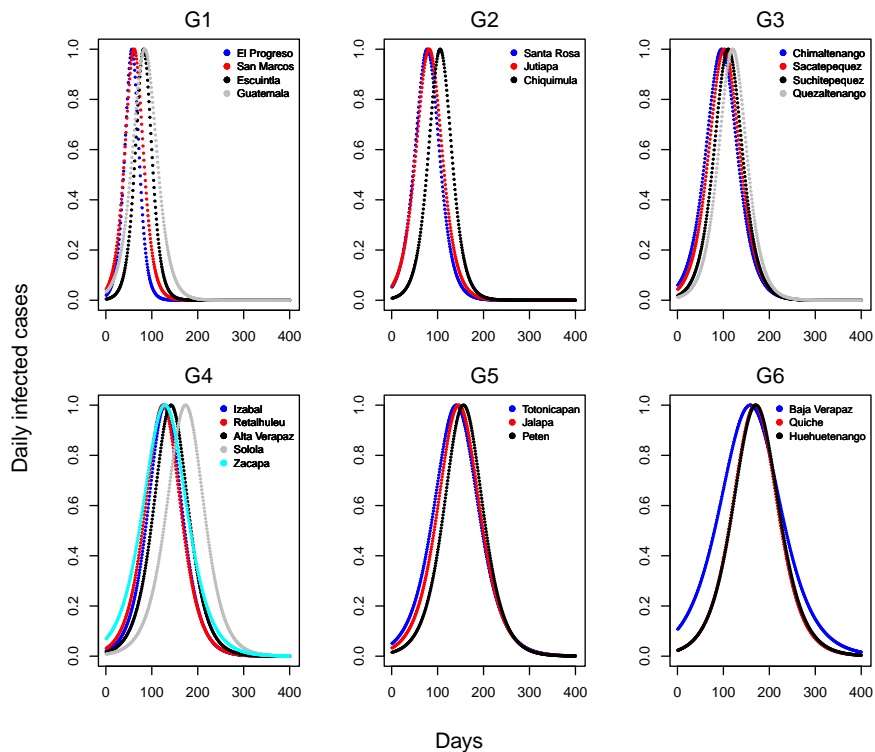 G1
G2
G3
El Progreso
San Marcos
Escuintla
Guatemala
Santa Rosa
Jutiapa
Chiquimula
Chimaltenango
Sacatepequez
Suchitepequez
Quezaltenango
1.0
0.8
0.6
0.4
0.2
0.0
0 100 200 300 400
1.0
0.8
0.6
0.4
0.2
0.0
0 100 200 300 400
1.0
0.8
0.6
0.4
0.2
0.0
0 100 200 300 400
Daily infected cases
G4
G5
G6
Izabal
Retalhuleu
Alta Verapaz
Solola
Zacapa
Totonicapan
Jalapa
Peten
Baja Verapaz
Quiche
Huehuetenango
1.0
0.8
0.6
0.4
0.2
0.0
0 100 200 300 400
1.0
0.8
0.6
0.4
0.2
0.0
0 100 200 300 400
1.0
0.8
0.6
0.4
0.2
0.0
0 100 200 300 400
Days